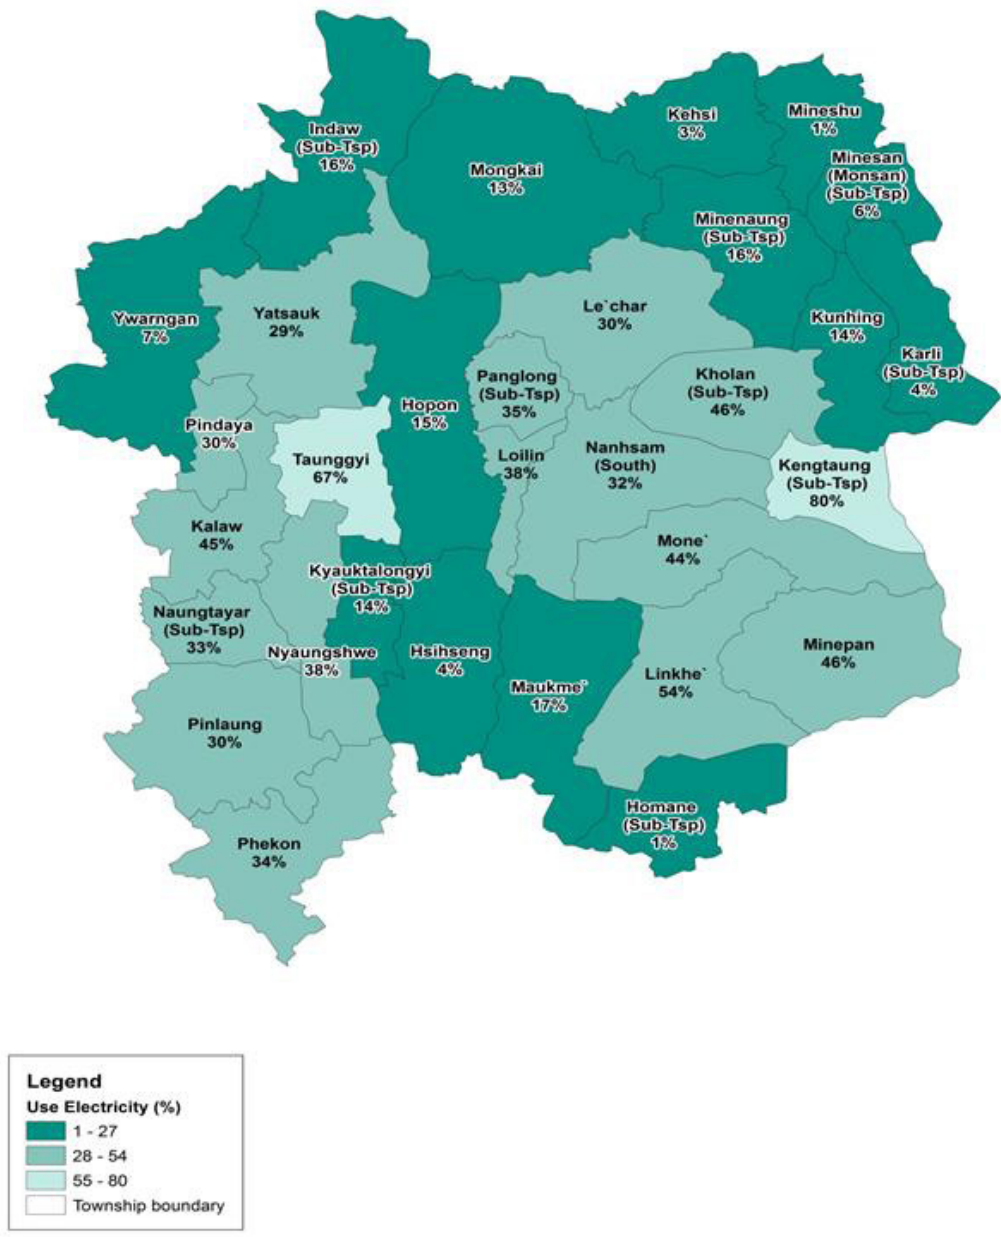 Indaw
(Sub-Tsp)
16%
Mongkai
13%
Kehsi
3%
Mineshu
1%
Minesan
(Monsan)
(Sub-Tsp)
6%
Minenaung
(Sub-Tsp)
16%
Ywarngan
7%
Yatsauk
29%
Le`char
30%
Kunhing
14%
Karli
(Sub-Tsp)
4%
Panglong
(Sub-Tsp)
35%
Kholan
(Sub-Tsp)
46%
Hopon
15%
Pindaya
30%
Taunggyi
67%
Loilin
38%
Nanhsam
(South)
32%
Kengtaung
(Sub-Tsp)
80%
Kalaw
45%
Mone`
44%
Kyauktalongyi
(Sub-Tsp)
14%
Naungtayar
(Sub-Tsp)
33%
Nyaungshwe
38%
Hsihseng
4%
Maukme`
17%
Linkhe`
54%
Minepan
46%
Pinlaung
30%
Homane
(Sub-Tsp)
1%
Phekon
34%
Legend
Use Electricity (%)
1 - 27
28 - 54
55 - 80
Township boundary